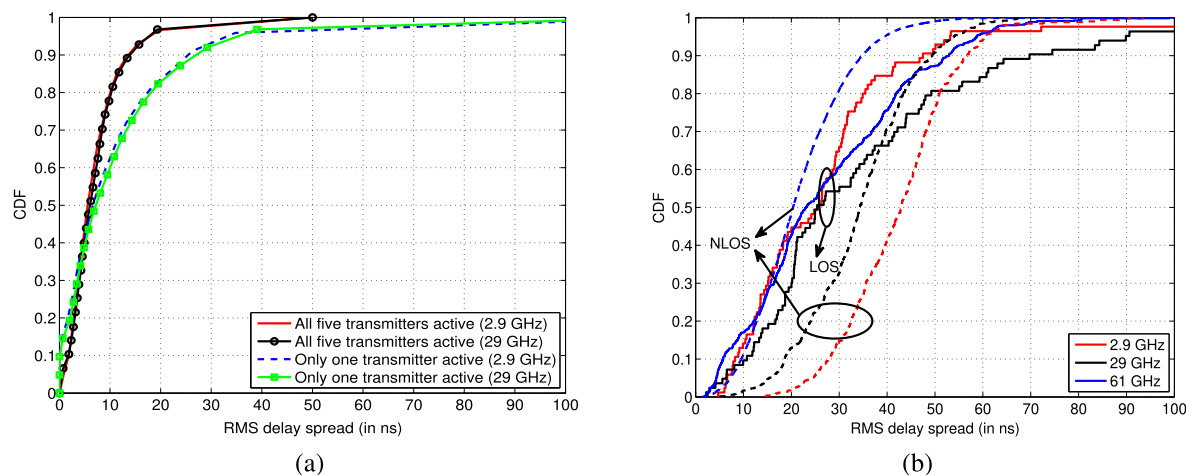 1
0.9
0.8
0.7
0.6
0.5
0.4
0.3
0.2
0.1
0
CDF
0 10 20 30 40 50 60 70 80 90 100
RMS delay spread (in ns)
All five transmitters active (2.9 GHz)
All five transmitters active (29 GHz)
Only one transmitter active (2.9 GHz)
Only one transmitter active (29 GHz)
(a)
1
0.9
0.8
0.7
0.6
0.5
0.4
0.3
0.2
0.1
0
CDF
0 10 20 30 40 50 60 70 80 90 100
RMS delay spread (in ns)
NLOS
LOS
2.9 GHz
29 GHz
61 GHz
(b)